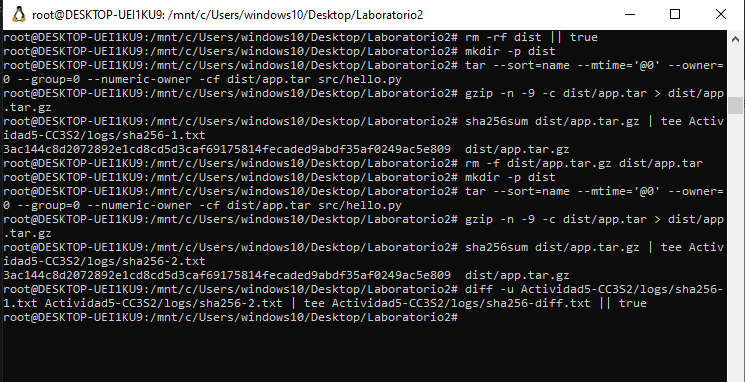 root@DESKTOP-UEI1KU9: /mnt/c/Users/windows10/Desktop/Laboratorio2
root@DESKTOP-UEI1KU9:/mnt/c/Users/windows10/Desktop/Laboratorio2# rm -rf dist || true
root@DESKTOP-UEI1KU9:/mnt/c/Users/windows10/Desktop/Laboratorio2# mkdir -p dist
root@DESKTOP-UEI1KU9:/mnt/c/Users/windows10/Desktop/Laboratorio2# tar --sort=name --mtime='@0' --owner=
0 --group=0 --numeric-owner -cf dist/app.tar src/hello.py
root@DESKTOP-UEI1KU9:/mnt/c/Users/windows10/Desktop/Laboratorio2# gzip -n -9 -c dist/app.tar > dist/app
.tar.gz
root@DESKTOP-UEI1KU9:/mnt/c/Users/windows10/Desktop/Laboratorio2# sha256sum dist/app.tar.gz | tee Activ
idad5-CC3S2/logs/sha256-1.txt
3ac144c8d2072892e1cd8cd5d3caf69175814fecaded9abdf35af0249ac5e809  dist/app.tar.gz
root@DESKTOP-UEI1KU9:/mnt/c/Users/windows10/Desktop/Laboratorio2# rm -f dist/app.tar.gz dist/app.tar
root@DESKTOP-UEI1KU9:/mnt/c/Users/windows10/Desktop/Laboratorio2# mkdir -p dist
root@DESKTOP-UEI1KU9:/mnt/c/Users/windows10/Desktop/Laboratorio2# tar --sort=name --mtime='@0' --owner=
0 --group=0 --numeric-owner -cf dist/app.tar src/hello.py
root@DESKTOP-UEI1KU9:/mnt/c/Users/windows10/Desktop/Laboratorio2# gzip -n -9 -c dist/app.tar > dist/app
.tar.gz
root@DESKTOP-UEI1KU9:/mnt/c/Users/windows10/Desktop/Laboratorio2# sha256sum dist/app.tar.gz | tee Activ
idad5-CC3S2/logs/sha256-2.txt
3ac144c8d2072892e1cd8cd5d3caf69175814fecaded9abdf35af0249ac5e809  dist/app.tar.gz
root@DESKTOP-UEI1KU9:/mnt/c/Users/windows10/Desktop/Laboratorio2# diff -u Actividad5-CC3S2/logs/sha256-
1.txt Actividad5-CC3S2/logs/sha256-2.txt | tee Actividad5-CC3S2/logs/sha256-diff.txt || true
root@DESKTOP-UEI1KU9:/mnt/c/Users/windows10/Desktop/Laboratorio2#